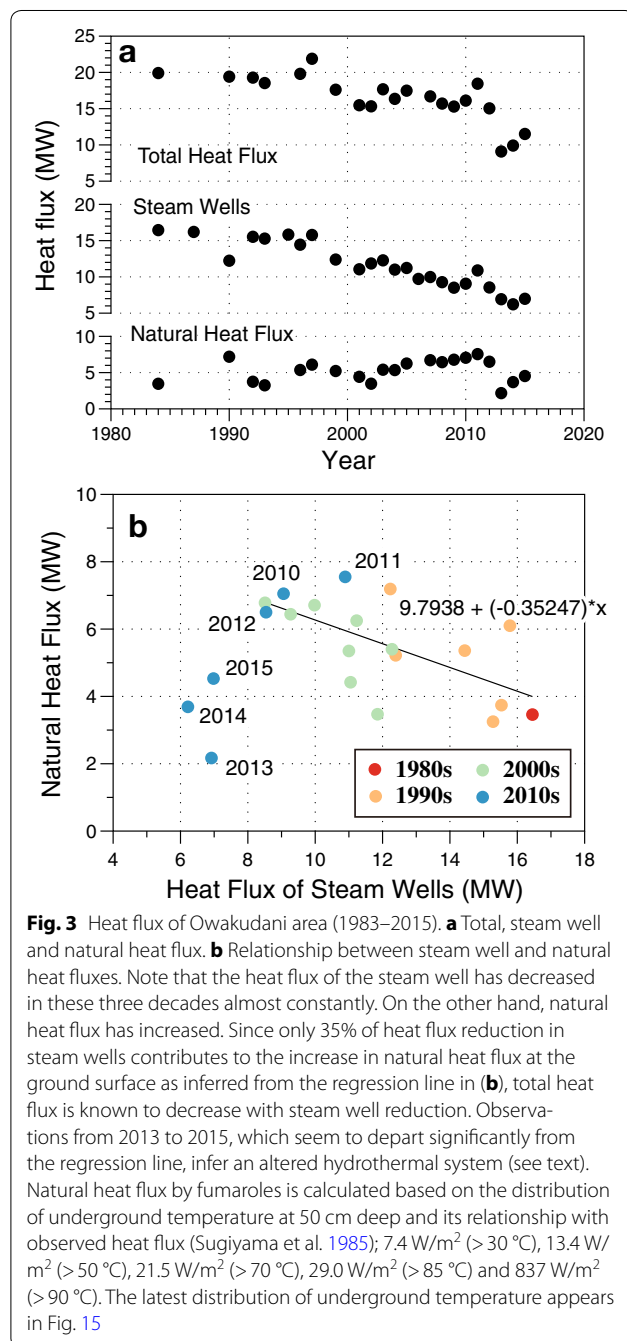 a
25
20
15
10
5
Total Heat Flux
Heat flux (MW)
20
15
10
5
Steam Wells
10
5
0
Natural Heat Flux
1980 1990 2000 2010 2020
Year
b
10
8
6
4
2
0
Natural Heat Flux (MW)
2011
2010
9.7938 + (-0.35247)*x
2012
2015
2014
2013
1980s 2000s
1990s 2010s
4 6 8 10 12 14 16 18
Heat Flux of Steam Wells (MW)
Fig. 3 Heat flux of Owakudani area (1983–2015). a Total, steam well
and natural heat flux. b Relationship between steam well and natural
heat fluxes. Note that the heat flux of the steam well has decreased
in these three decades almost constantly. On the other hand, natural
heat flux has increased. Since only 35% of heat flux reduction in
steam wells contributes to the increase in natural heat flux at the
ground surface as inferred from the regression line in (b), total heat
flux is known to decrease with steam well reduction. Observa-
tions from 2013 to 2015, which seem to depart significantly from
the regression line, infer an altered hydrothermal system (see text).
Natural heat flux by fumaroles is calculated based on the distribution
of underground temperature at 50 cm deep and its relationship with
observed heat flux (Sugiyama et al. 1985); 7.4 W/m² (> 30 °C), 13.4 W/
m² (> 50 °C), 21.5 W/m² (> 70 °C), 29.0 W/m² (> 85 °C) and 837 W/m²
(> 90 °C). The latest distribution of underground temperature appears
in Fig. 15